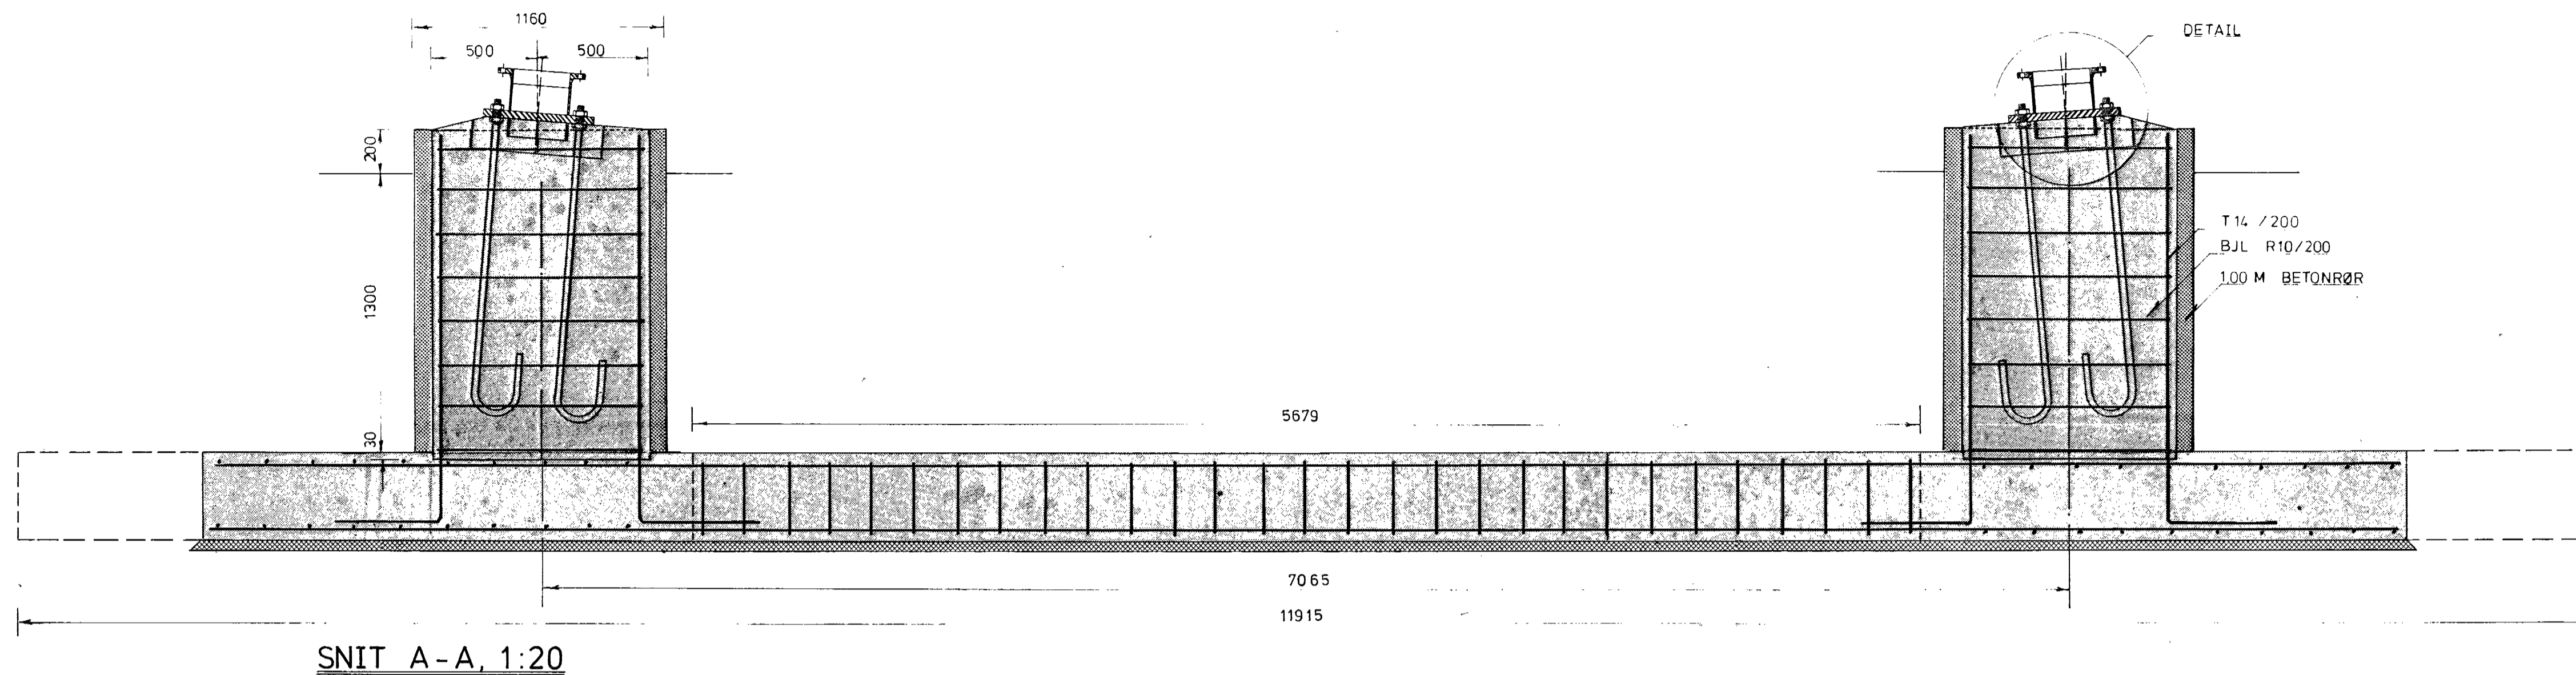 1160
500
500
DETAIL
200
T14 /200
BJL R10/200
1300
1,00 M BETONRØR
5679
30
7065
11915
SNIT A-A, 1:20